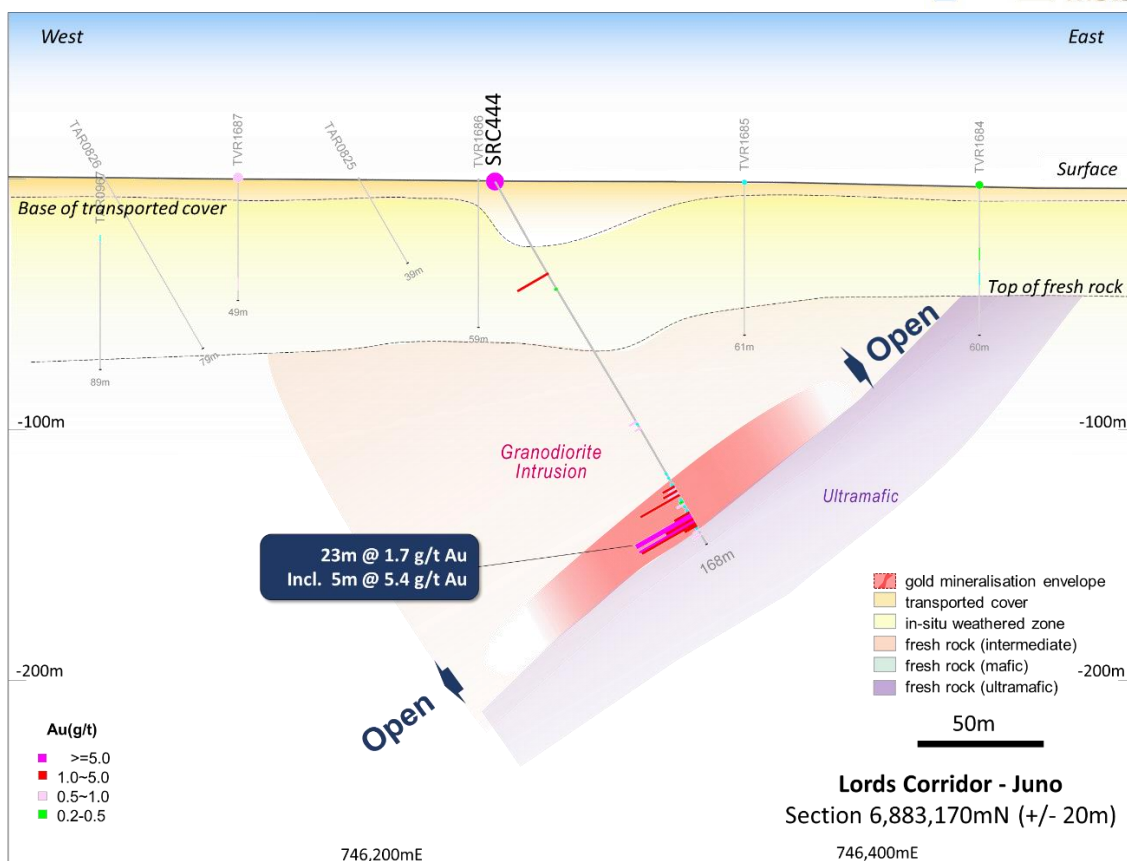 West
East
TAR0826
TAR0967
TVR1687
TAR0825
TVR1686
SRC444
TVR1685
TVR1684
Surface
Base of transported cover
39m
49m
Top of fresh rock
59m
61m
60m
79m
89m
Open
-100m
-100m
Granodiorite
Intrusion
Ultramafic
23m @ 1.7 g/t Au
Incl. 5m @ 5.4 g/t Au
168m
gold mineralisation envelope
transported cover
in-situ weathered zone
fresh rock (intermediate)
fresh rock (mafic)
fresh rock (ultramafic)
-200m
-200m
Open
50m
Au(g/t)
>=5.0
1.0~5.0
0.5~1.0
0.2-0.5
Lords Corridor - Juno
Section 6,883,170mN (+/- 20m)
746,200mE
746,400mE